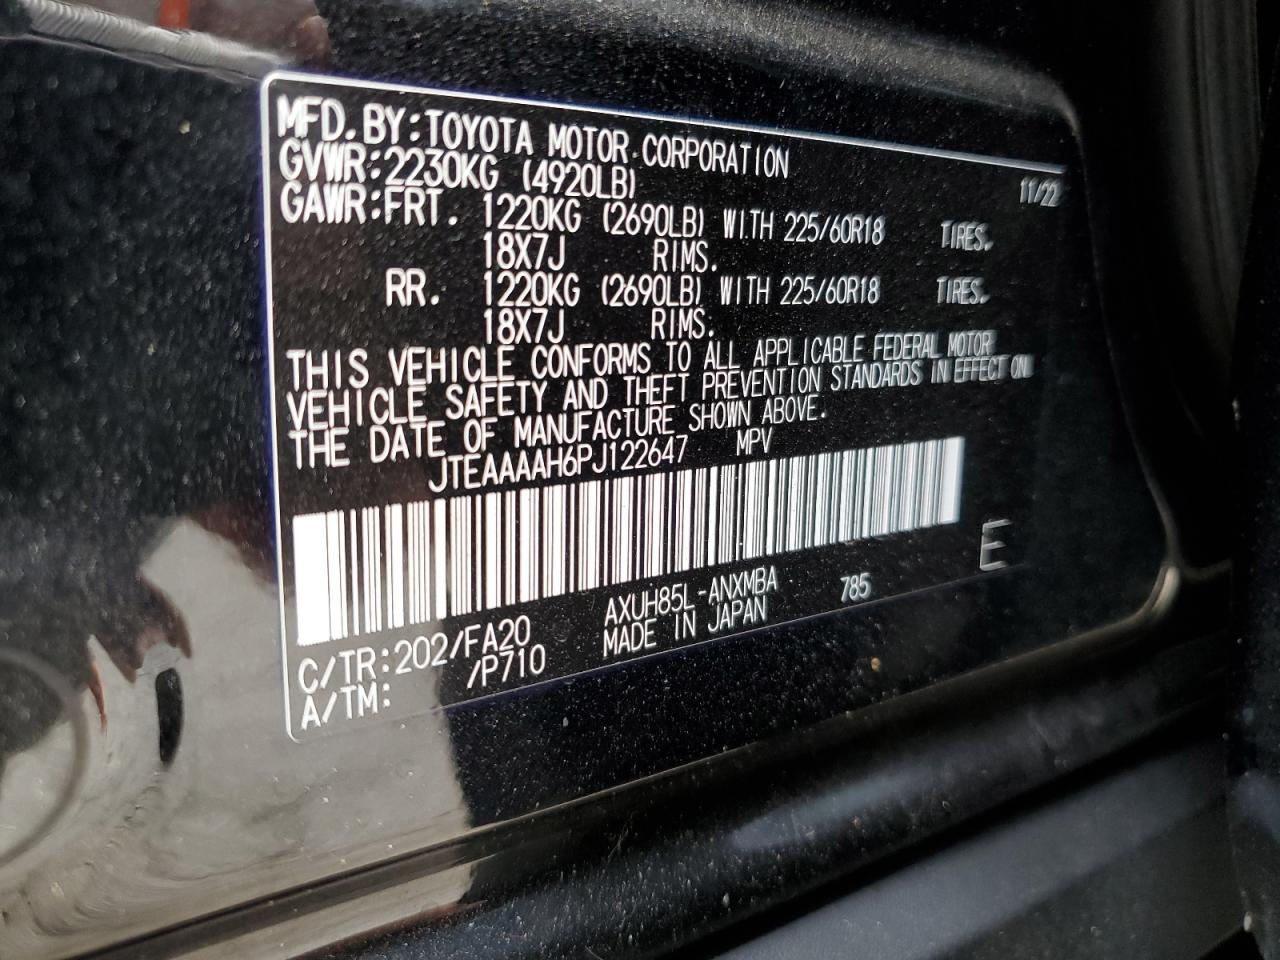 MFD.BY:TOYOTA MOTOR CORPORATION
11/22
GVWR:2230KG (4920LB)
GAWR:FRT. 1220KG (2690LB) WITH 225/60R18 TIRES.
18X7J RIMS.
RR. 1220KG (2690LB) WITH 225/60R18 TIRES.
18X7J RIMS.
THIS VEHICLE CONFORMS TO ALL APPLICABLE FEDERAL MOTOR
VEHICLE SAFETY AND THEFT PREVENTION STANDARDS IN EFFECT ON
THE DATE OF MANUFACTURE SHOWN ABOVE.
JTEAAAAH6PJ122647 MPV
E
C/TR:202/FA20 AXUH85L-ANXMBA 785
A/TM: /P710 MADE IN JAPAN